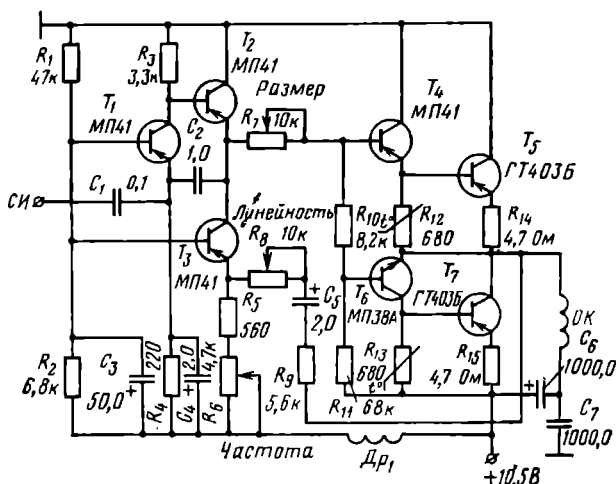 R1
47к
R3
3,3к
T2
МП41
T1
МП41
C2
1,0
Размер
R7
10к
T4
МП41
T5
ГТ403Б
СИ
C1
0,1
Линейность
R8
10к
T3
МП41
R10
8,2к
t°
R12
680
R14
4,7 Ом
T6
МП38А
T7
ГТ403Б
C5
+
2,0
R5
560
ОК
C6
1000,0
+
R2
6,8к
C3
50,0
+
220
R4
+
2,0
C4
4,7к
R6
R9
5,6к
R11
68к
R13
680
t°
R15
4,7 Ом
+
C7
1000,0
Частота
Др1
+10,5В